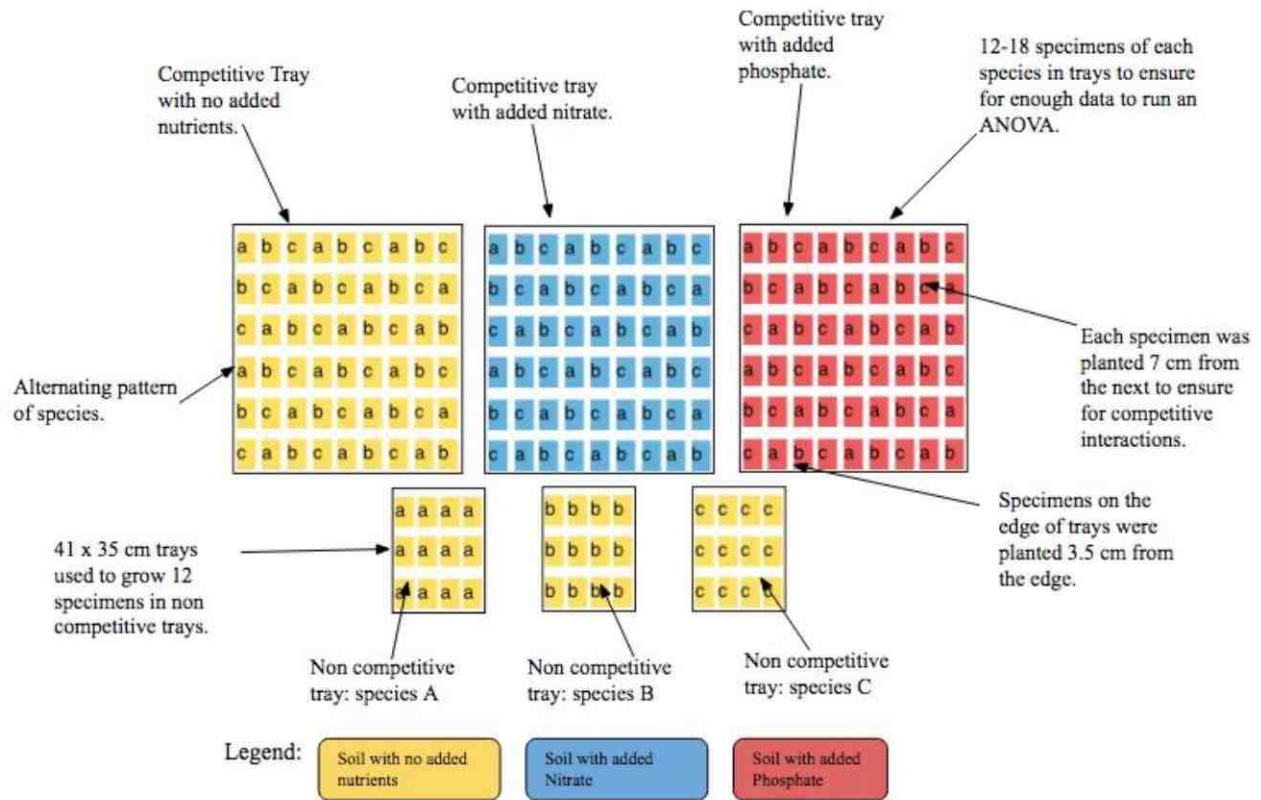 Competitive Tray
with no added
nutrients.
Competitive tray
with added nitrate.
Competitive tray
with added
phosphate.
12-18 specimens of each
species in trays to ensure
for enough data to run an
ANOVA.
a b c a b c a b c
b c a b c a b c a
c a b c a b c a b
a b c a b c a b c
b c a b c a b c a
c a b c a b c a b
a b c a b c a b c
b c a b c a b c a
c a b c a b c a b
a b c a b c a b c
b c a b c a b c a
c a b c a b c a b
a b c a b c a b c
b c a b c a b c a
c a b c a b c a b
a b c a b c a b c
b c a b c a b c a
c a b c a b c a b
Alternating pattern
of species.
Each specimen was
planted 7 cm from
the next to ensure
for competitive
interactions.
Specimens on the
edge of trays were
planted 3.5 cm from
the edge.
41 x 35 cm trays
used to grow 12
specimens in non
competitive trays.
a a a a
a a a a
a a a a
b b b b
b b b b
b b b b
c c c c
c c c c
c c c c
Non competitive
tray: species A
Non competitive
tray: species B
Non competitive
tray: species C
Legend:
Soil with no added
nutrients
Soil with added
Nitrate
Soil with added
Phosphate